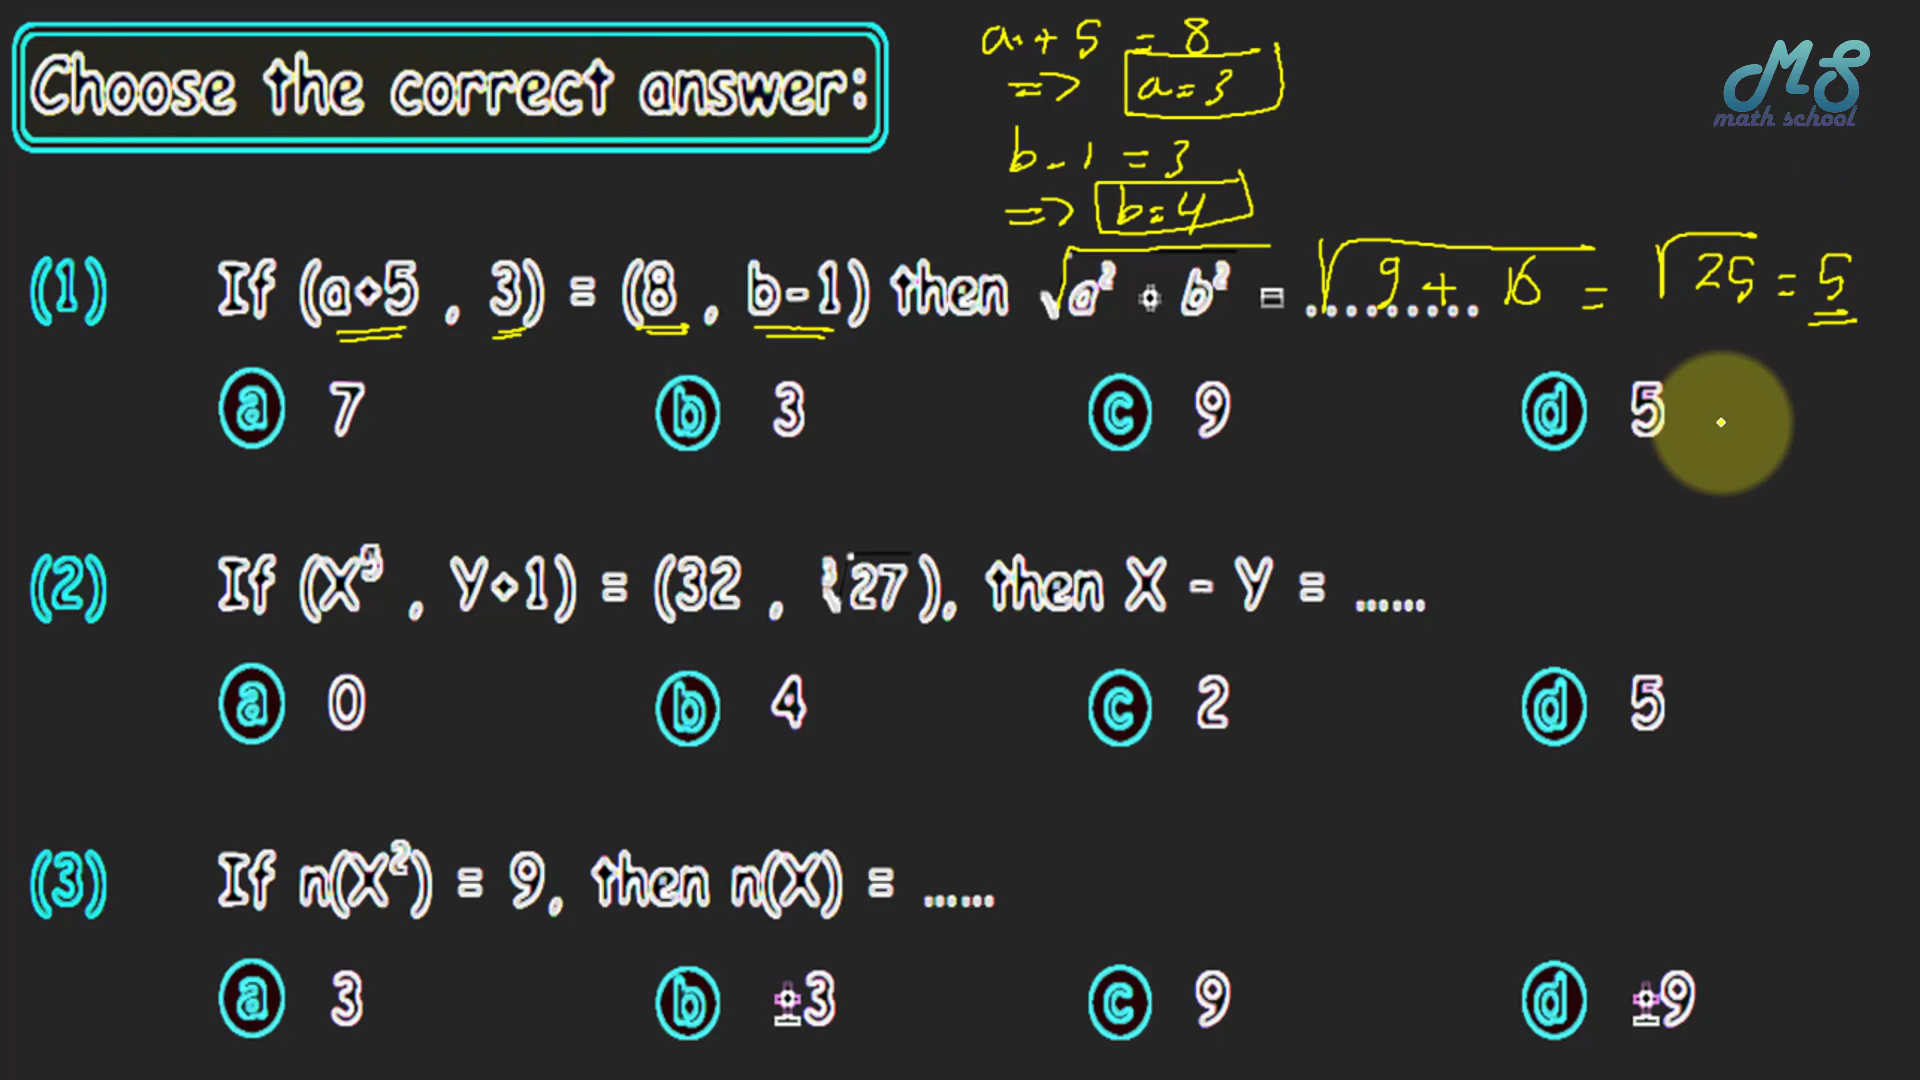 Choose the correct answer:
a + 5 = 8
=> a = 3
b - 1 = 3
=> b = 4
MS
math school
(1) If (a+5 , 3) = (8 , b-1) then √a² + b² = .......... √9 + 16 = √25 = 5
a 7 b 3 c 9 d 5
(2) If (X⁵ , Y+1) = (32 , ∛27 ), then X - Y = ......
a 0 b 4 c 2 d 5
(3) If n(X²) = 9, then n(X) = ......
a 3 b ±3 c 9 d ±9